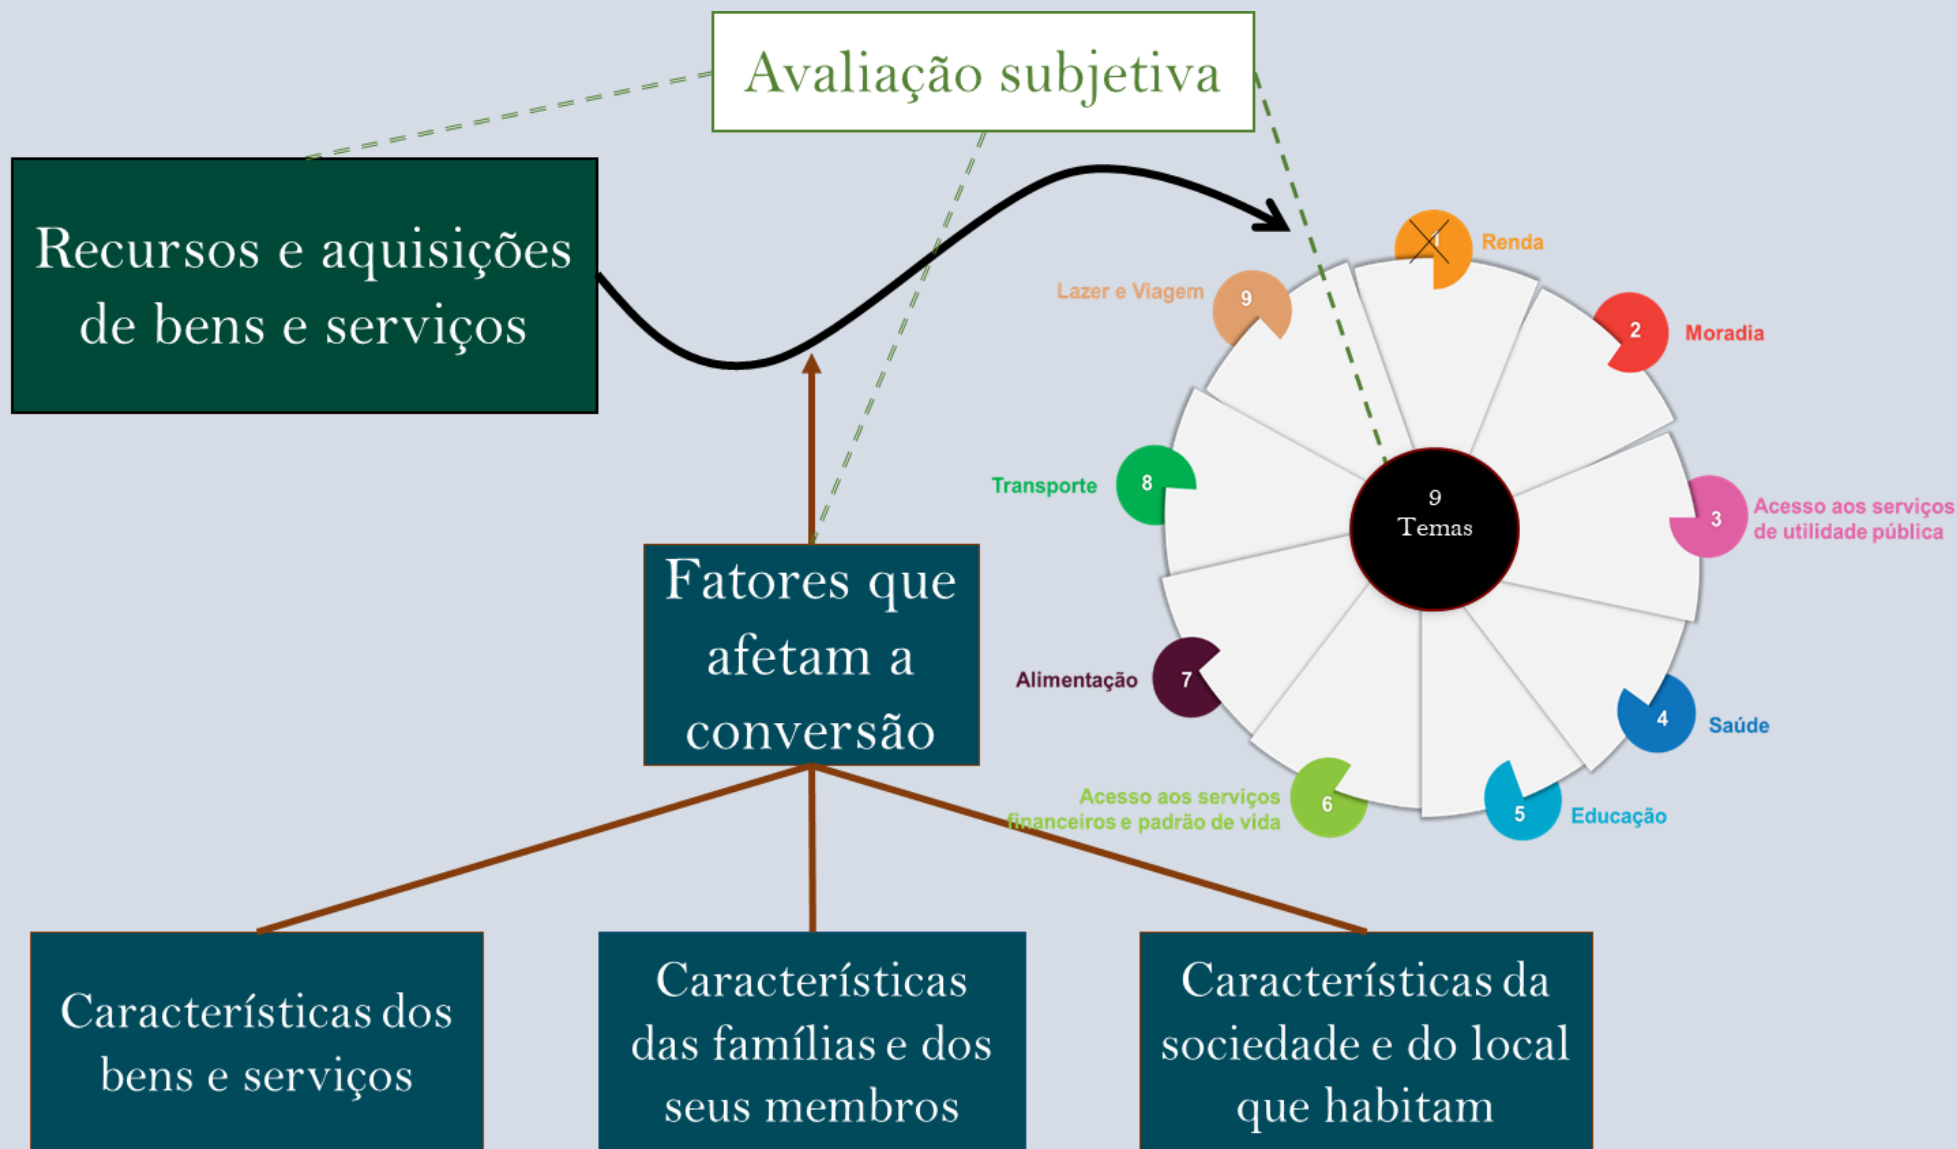 Avaliação subjetiva
Recursos e aquisições
de bens e serviços
1
Renda
2
Moradia
3
Acesso aos serviços
de utilidade pública
4
Saúde
5
Educação
6
Acesso aos serviços
financeiros e padrão de vida
7
Alimentação
8
Transporte
9
Lazer e Viagem
9
Temas
Fatores que
afetam a
conversão
Características dos
bens e serviços
Características
das famílias e dos
seus membros
Características da
sociedade e do local
que habitam